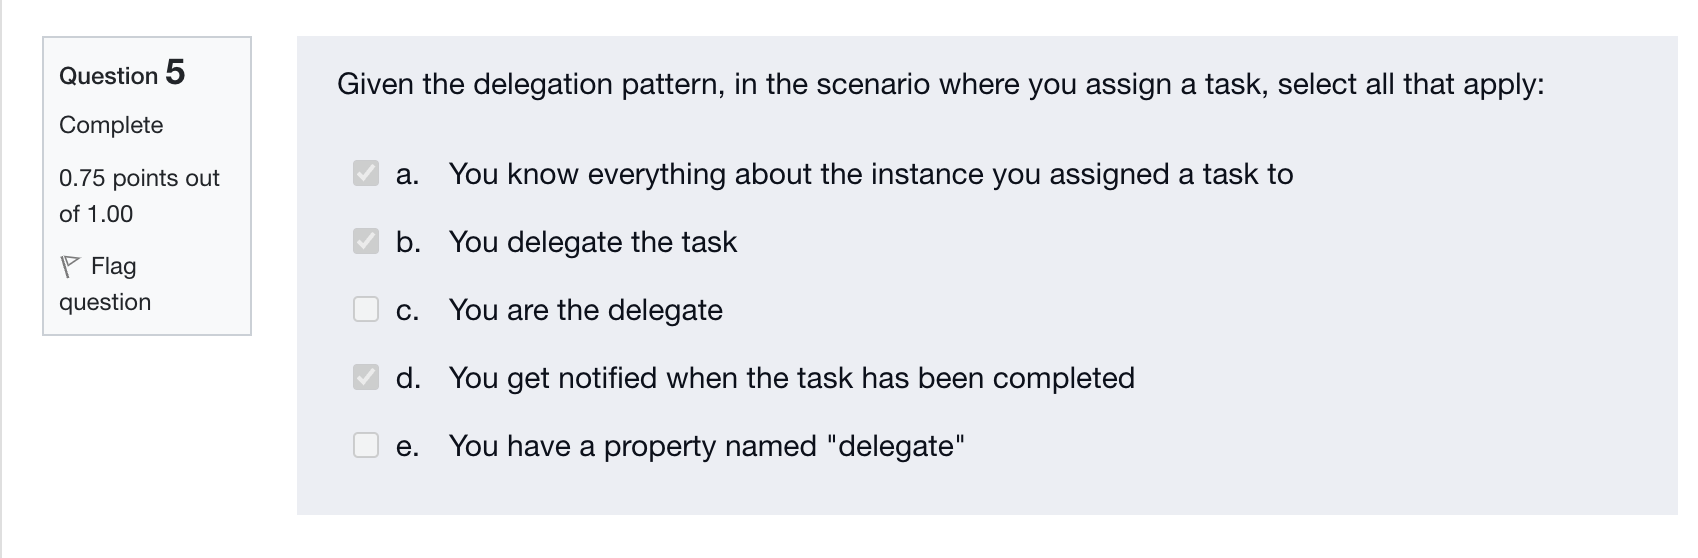 Question 5
Complete
0.75 points out
of 1.00
Flag
question
Given the delegation pattern, in the scenario where you assign a task, select all that apply:
a. You know everything about the instance you assigned a task to
b. You delegate the task
c. You are the delegate
d. You get notified when the task has been completed
e. You have a property named "delegate"